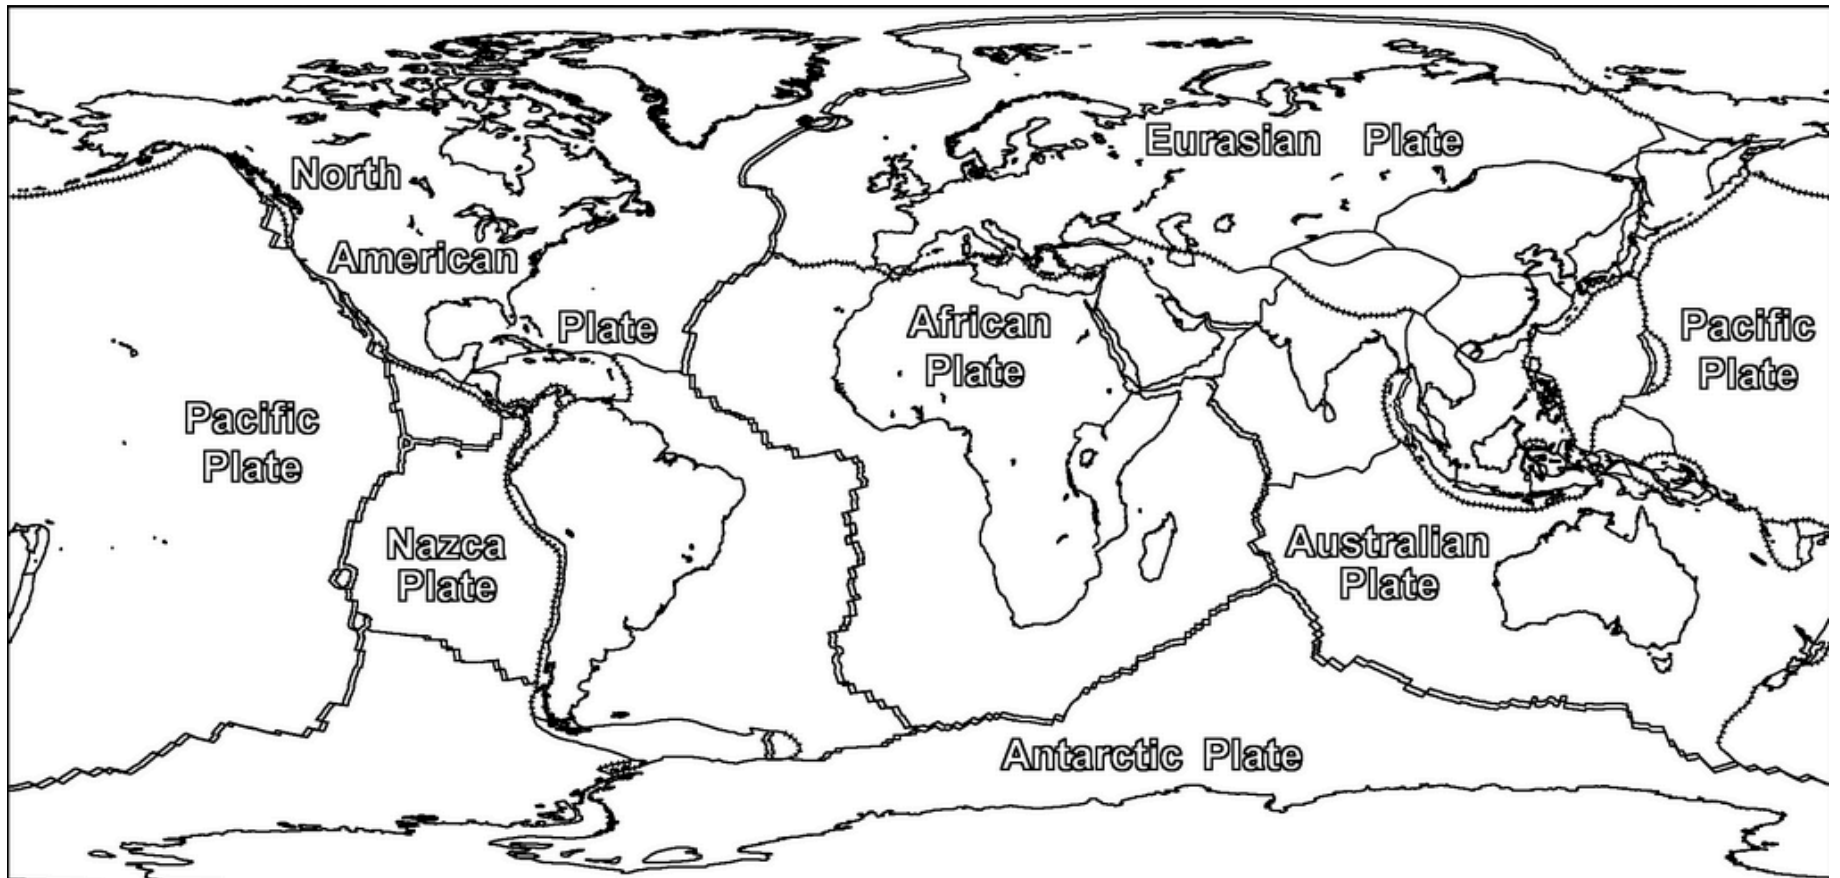 North
American
Plate
Pacific
Plate
Nazca
Plate
African
Plate
Eurasian Plate
Pacific
Plate
Australian
Plate
Antarctic Plate